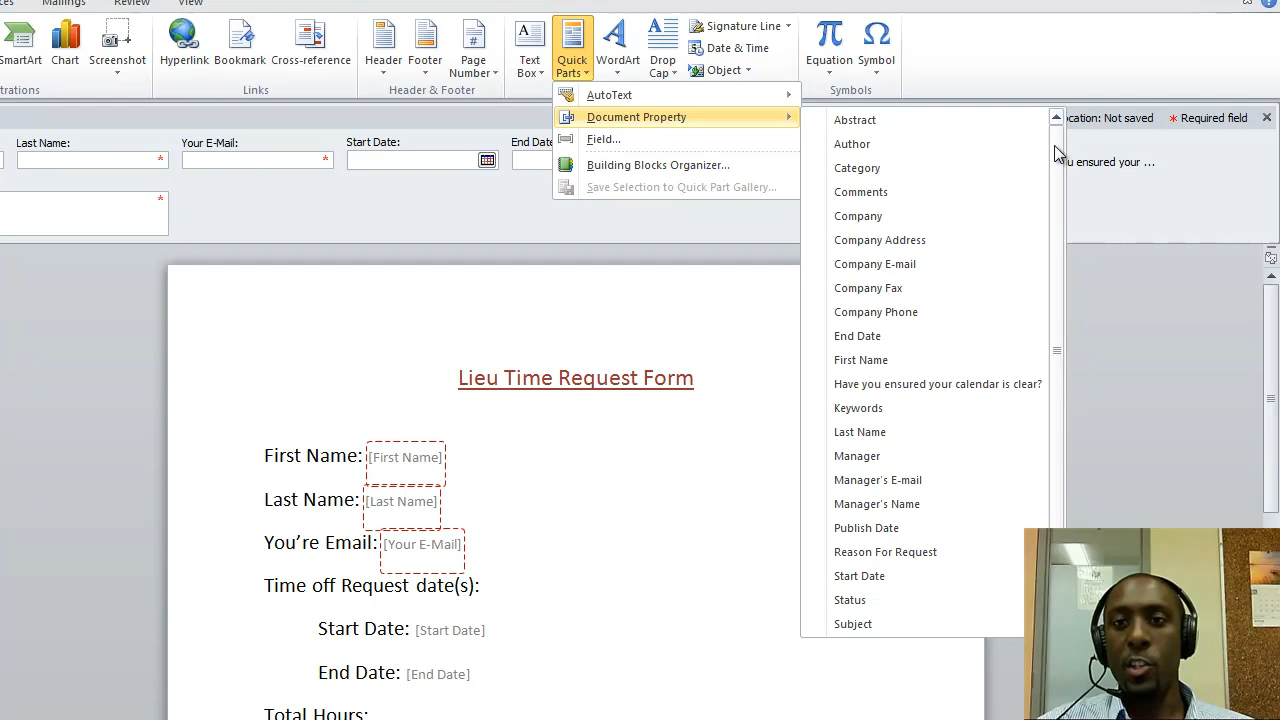 Mailings Review View
SmartArt Chart Screenshot Hyperlink Bookmark Cross-reference Header Footer Page Number Text Box Quick Parts WordArt Drop Cap Signature Line Date & Time Object Equation Symbol
Links Header & Footer Symbols
AutoText
Document Property
Field...
Building Blocks Organizer...
Save Selection to Quick Part Gallery...
Abstract
Author
Category
Comments
Company
Company Address
Company E-mail
Company Fax
Company Phone
End Date
First Name
Have you ensured your calendar is clear?
Keywords
Last Name
Manager
Manager's E-mail
Manager's Name
Publish Date
Reason For Request
Start Date
Status
Subject
ocation: Not saved * Required field
Last Name: Your E-Mail: Start Date: End Date
u ensured your ...
Lieu Time Request Form
First Name: [First Name]
Last Name: [Last Name]
You're Email: [Your E-Mail]
Time off Request date(s):
Start Date: [Start Date]
End Date: [End Date]
Total Hours: